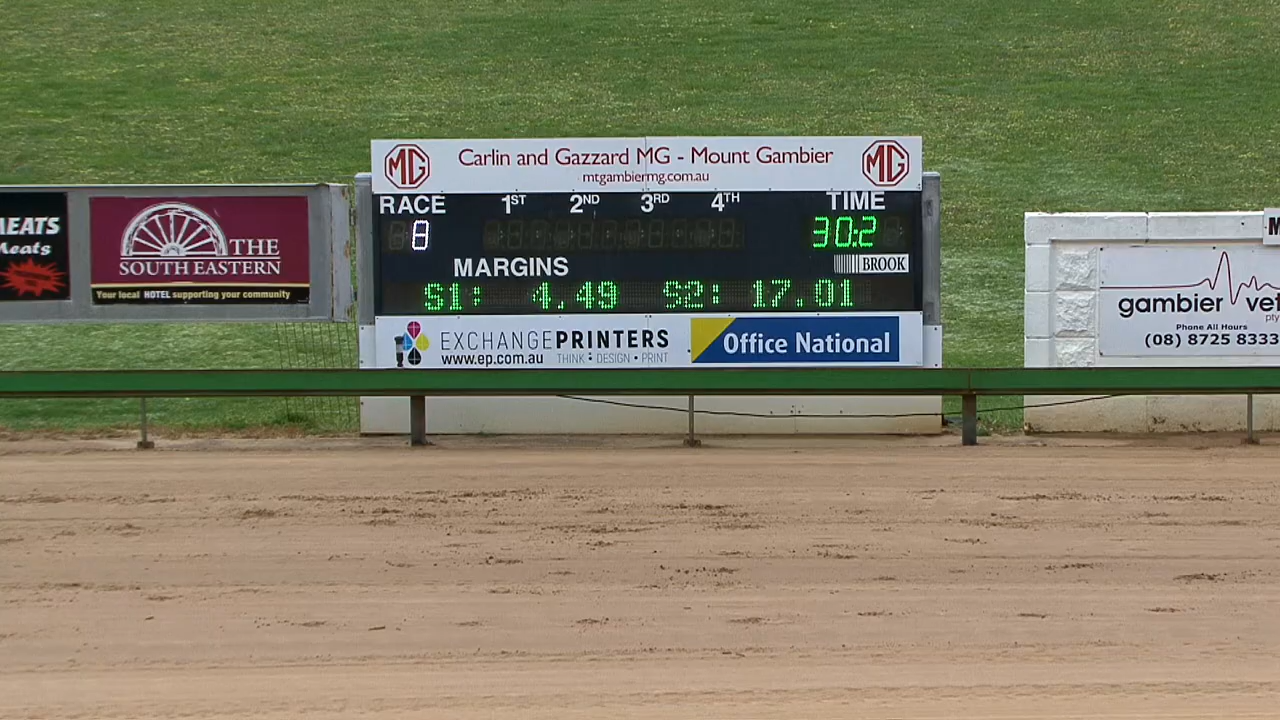 MEATS
Meats
THE
SOUTH EASTERN
Your local HOTEL supporting your community
MG Carlin and Gazzard MG - Mount Gambier MG
mtgambiermg.com.au
RACE 1ST 2ND 3RD 4TH TIME
8 30:2
MARGINS BROOK
S1: 4.49 S2: 17.01
EXCHANGEPRINTERS
www.ep.com.au THINK : DESIGN · PRINT
Office National
gambier vet
pty
Phone All Hours
(08) 8725 8333